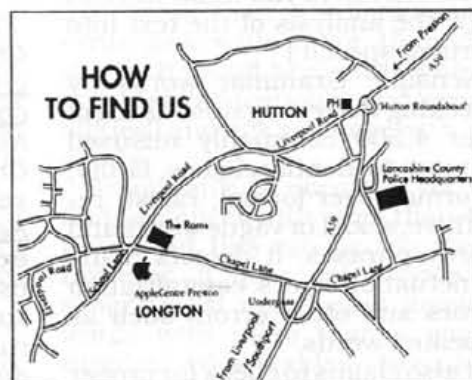 HOW
TO FIND US
From Preston
A59
HUTTON
PH
'Hutton Roundabout'
Liverpool Road
Lancashire County
Police Headquarters
Liverpool Road
A59
The Rams
Road
Chapel Lane
Chapel Lane
AppleCentre Preston
LONGTON
Underpass
From Liverpool
/ Southport